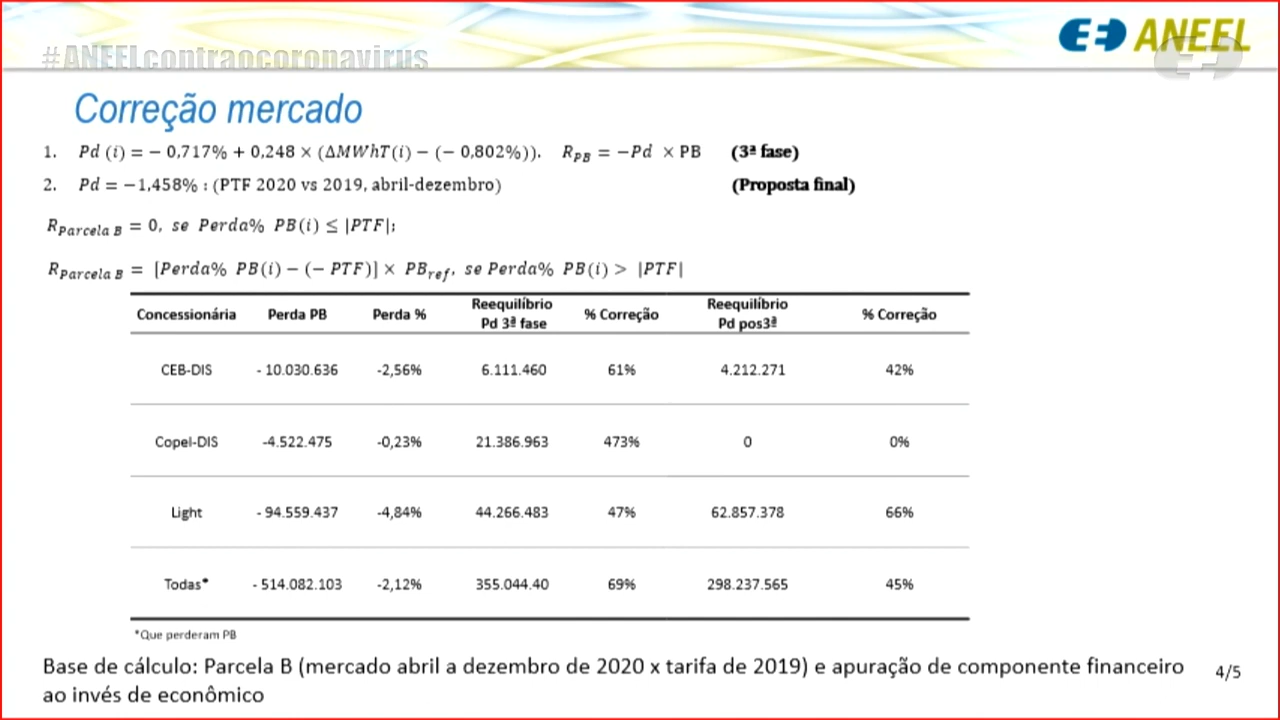 #ANEELcontraocoronavirus
ANEEL
Correção mercado
1. Pd (i) = − 0,717% + 0,248 × (ΔMWhT(i) − (− 0,802%)). R_PB = −Pd × PB (3ª fase)
2. Pd = −1,458% : (PTF 2020 vs 2019, abril-dezembro) (Proposta final)
R_Parcela B = 0, se Perda% PB(i) ≤ |PTF|;
R_Parcela B = [Perda% PB(i) − (− PTF)] × PB_ref, se Perda% PB(i) > |PTF|
Concessionária Perda PB Perda % Reequilíbrio Pd 3ª fase % Correção Reequilíbrio Pd pos3ª % Correção
CEB-DIS - 10.030.636 -2,56% 6.111.460 61% 4.212.271 42%
Copel-DIS -4.522.475 -0,23% 21.386.963 473% 0 0%
Light - 94.559.437 -4,84% 44.266.483 47% 62.857.378 66%
Todas* - 514.082.103 -2,12% 355.044.40 69% 298.237.565 45%
*Que perderam PB
Base de cálculo: Parcela B (mercado abril a dezembro de 2020 x tarifa de 2019) e apuração de componente financeiro
ao invés de econômico
4/5